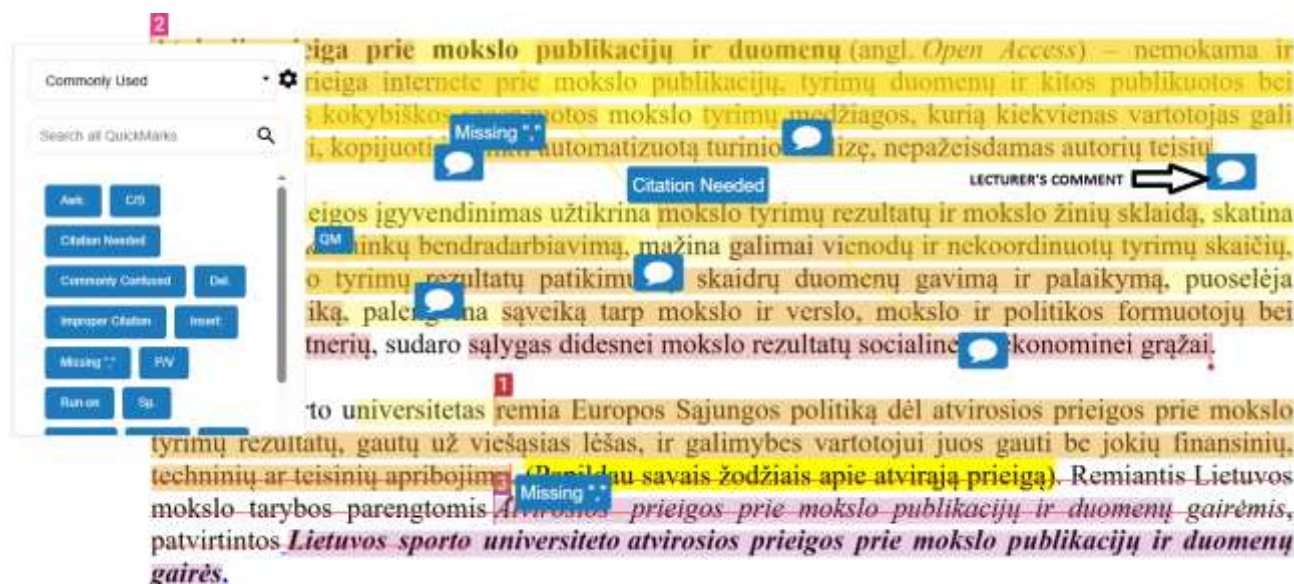 2
prieiga prie mokslo publikacijų ir duomenų (angl. Open Access) – nemokama ir
Commonly Used
prieiga internete prie mokslo publikacijų, tyrimų duomenų ir kitos publikuotos bei
kokybiškos mokslo tyrimų medžiagos, kurią kiekvienas vartotojas gali
Search all QuickMarks
Missing ","
kopijuoti automatizuotą turinio nepažeisdamas autorių teisių
Citation Needed
LECTURER'S COMMENT
Awk. C/S
įgyvendinimas užtikrina mokslo tyrimų rezultatų ir mokslo žinių sklaidą, skatina
Citation Needed
QM
bendradarbiavimą, mažina galimai vienodų ir nekoordinuotų tyrimų skaičių,
Commonly Confused Del.
tyrimų rezultatų skaidrų duomenų gavimą ir palaikymą, puoselėja
Improper Citation Insert
sąveiką tarp mokslo ir verslo, mokslo ir politikos formuotojų bei
Missing "," P/V
sudaro sąlygas didesnei mokslo rezultatų grąžai.
Run-on Sp.
1
universitetas remia Europos Sąjungos politiką dėl atvirosios prieigos prie mokslo
tyrimų rezultatų, gautų už viešąsias lėšas, ir galimybes vartotojui juos gauti be jokių finansinių,
techninių ar teisinių savais žodžiais apie atvirąją prieigą). Remiantis Lietuvos
3
Missing ","
mokslo tarybos parengtomis Atvirosios prieigos prie mokslo publikacijų ir duomenų gairėmis,
patvirtintos Lietuvos sporto universiteto atvirosios prieigos prie mokslo publikacijų ir duomenų
gairės.